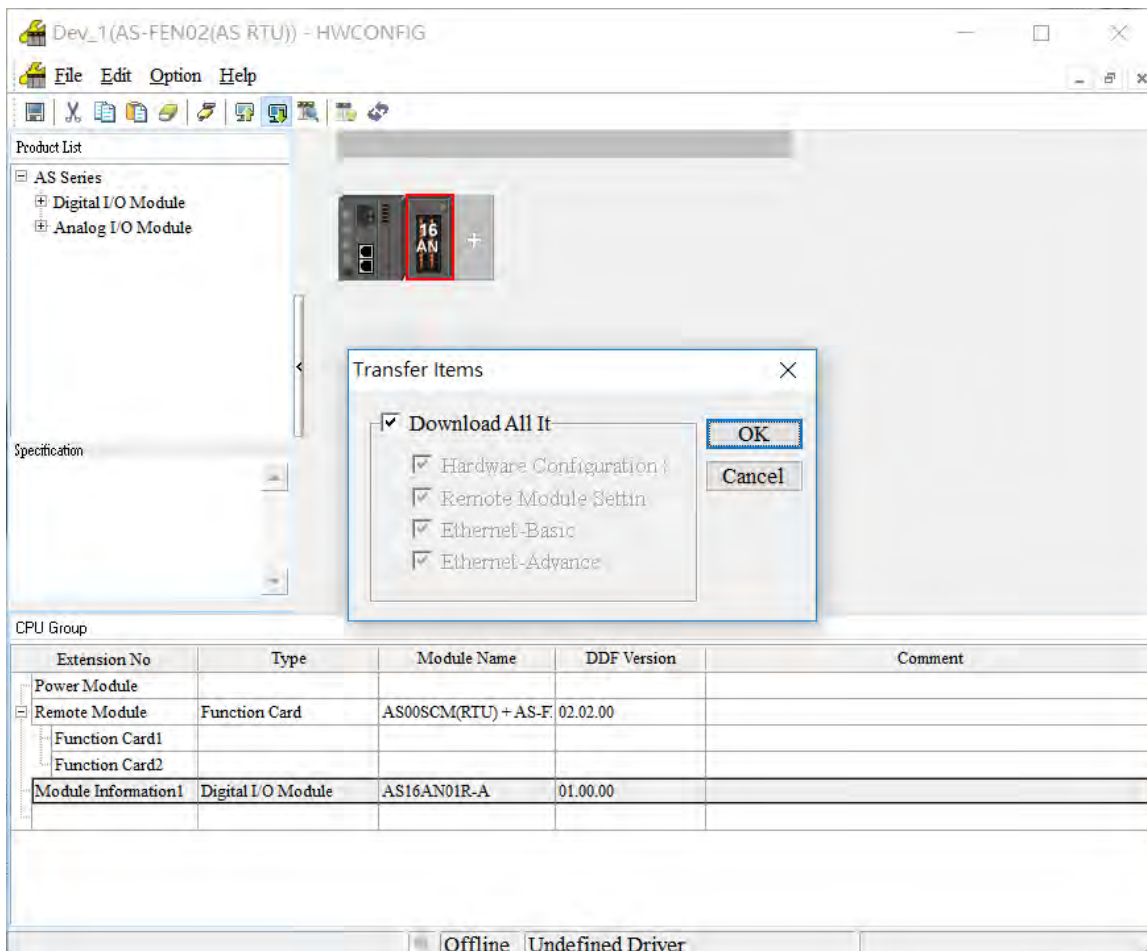 Dev_1(AS-FEN02(AS RTU)) - HWCONFIG
File Edit Option Help
Product List
AS Series
Digital I/O Module
Analog I/O Module
16
AN
Transfer Items
Download All It
OK
Hardware Configuration
Cancel
Remote Module Settin
Ethernet-Basic
Ethernet-Advance
Specification
CPU Group
Extension No Type Module Name DDF Version Comment
Power Module
Remote Module Function Card AS00SCM(RTU) + AS-F 02.02.00
Function Card1
Function Card2
Module Information1 Digital I/O Module AS16AN01R-A 01.00.00
Offline Undefined Driver